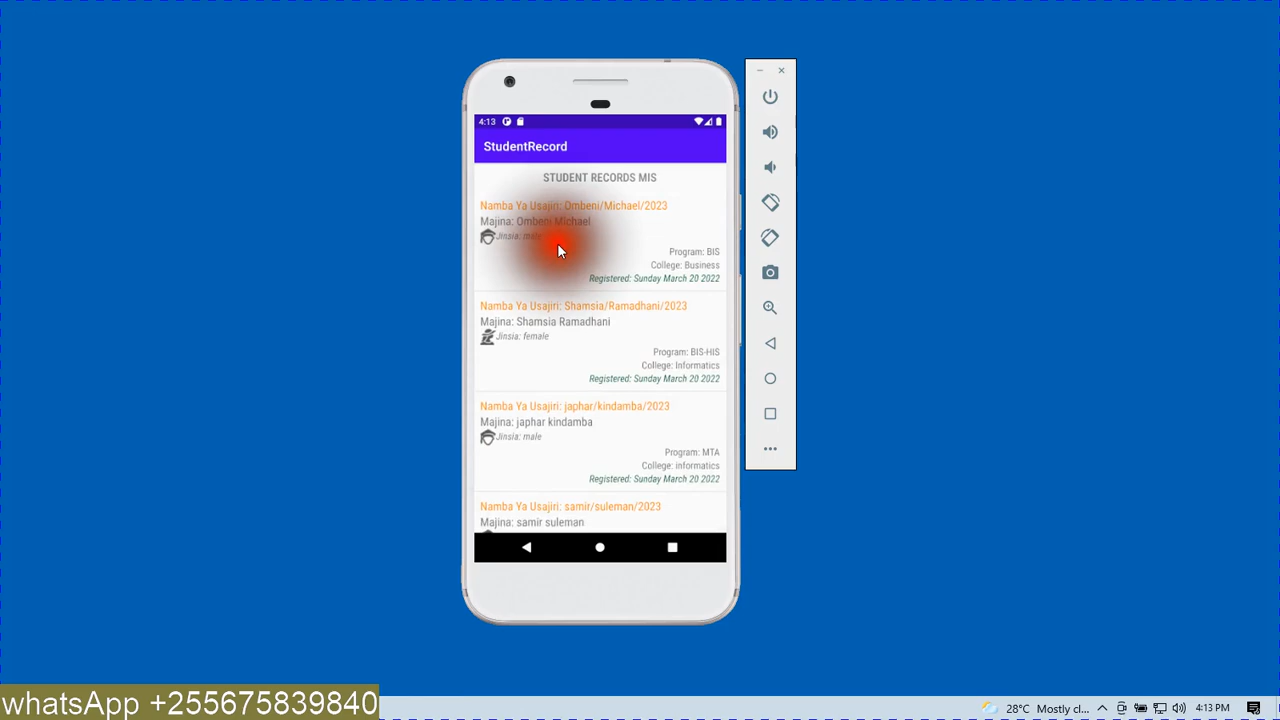 4:13
StudentRecord
STUDENT RECORDS MIS
Namba Ya Usajiri: Ombeni/Michael/2023
Majina: Ombeni Michael
Jinsia: male
Program: BIS
College: Business
Registered: Sunday March 20 2022
Namba Ya Usajiri: Shamsia/Ramadhani/2023
Majina: Shamsia Ramadhani
Jinsia: female
Program: BIS-HIS
College: Informatics
Registered: Sunday March 20 2022
Namba Ya Usajiri: japhar/kindamba/2023
Majina: japhar kindamba
Jinsia: male
Program: MTA
College: informatics
Registered: Sunday March 20 2022
Namba Ya Usajiri: samir/suleman/2023
Majina: samir suleman
whatsApp +255675839840
28°C Mostly cl... 4:13 PM